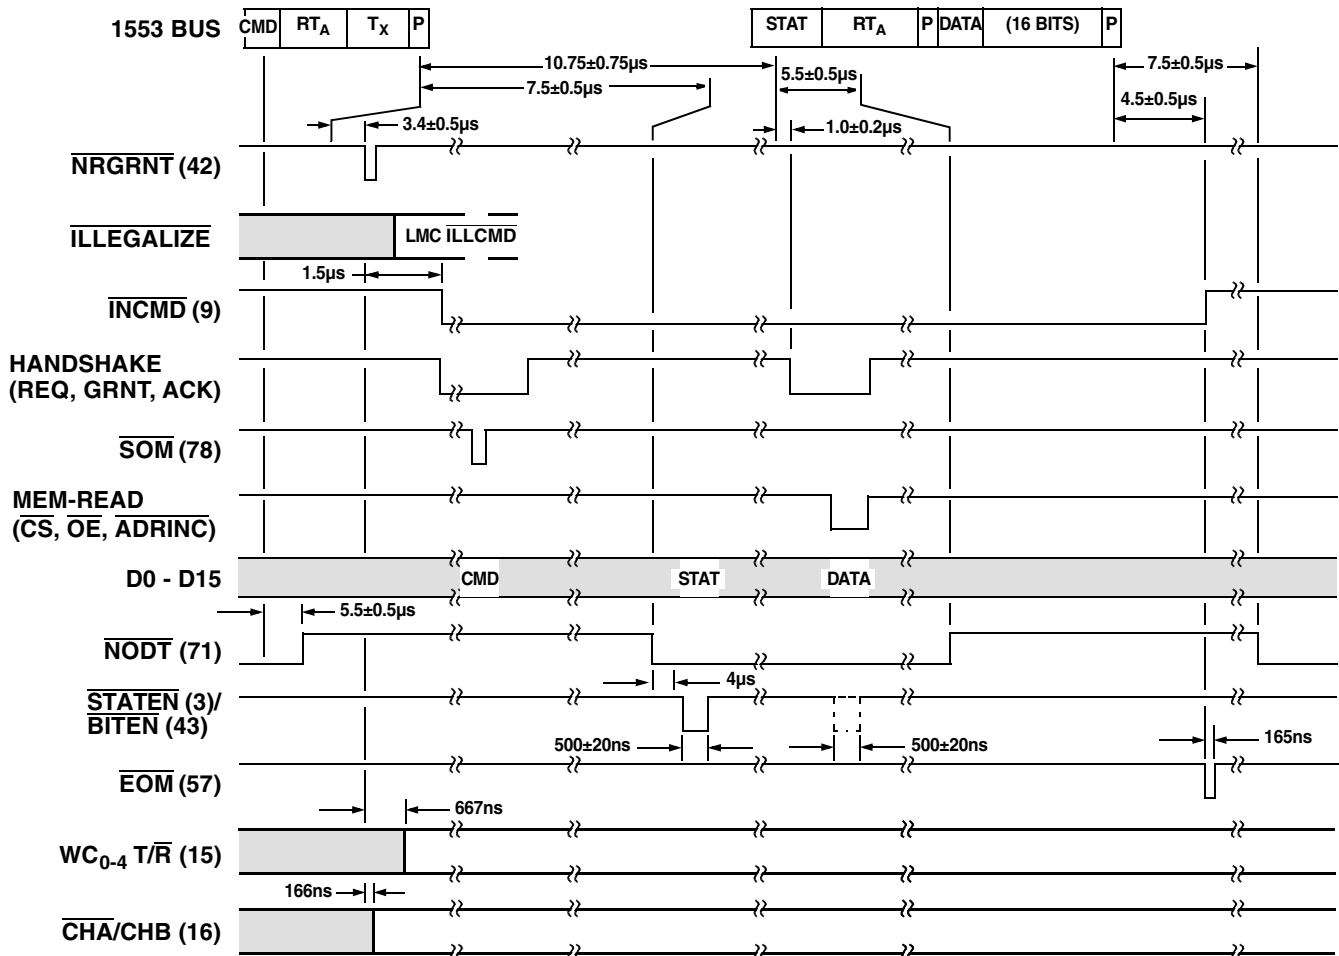 1553 BUS CMD RTA TX P STAT RTA P DATA (16 BITS) P
10.75±0.75µs
7.5±0.5µs
7.5±0.5µs
5.5±0.5µs
4.5±0.5µs
3.4±0.5µs
1.0±0.2µs
NRGRNT (42)
ILLEGALIZE LMC ILLCMD
1.5µs
INCMD (9)
HANDSHAKE
(REQ, GRNT, ACK)
SOM (78)
MEM-READ
(CS, OE, ADRINC)
D0 - D15 CMD STAT DATA
5.5±0.5µs
NODT (71)
4µs
STATEN (3)/
BITEN (43)
500±20ns 500±20ns 165ns
EOM (57)
667ns
WC0-4 T/R (15)
166ns
CHA/CHB (16)